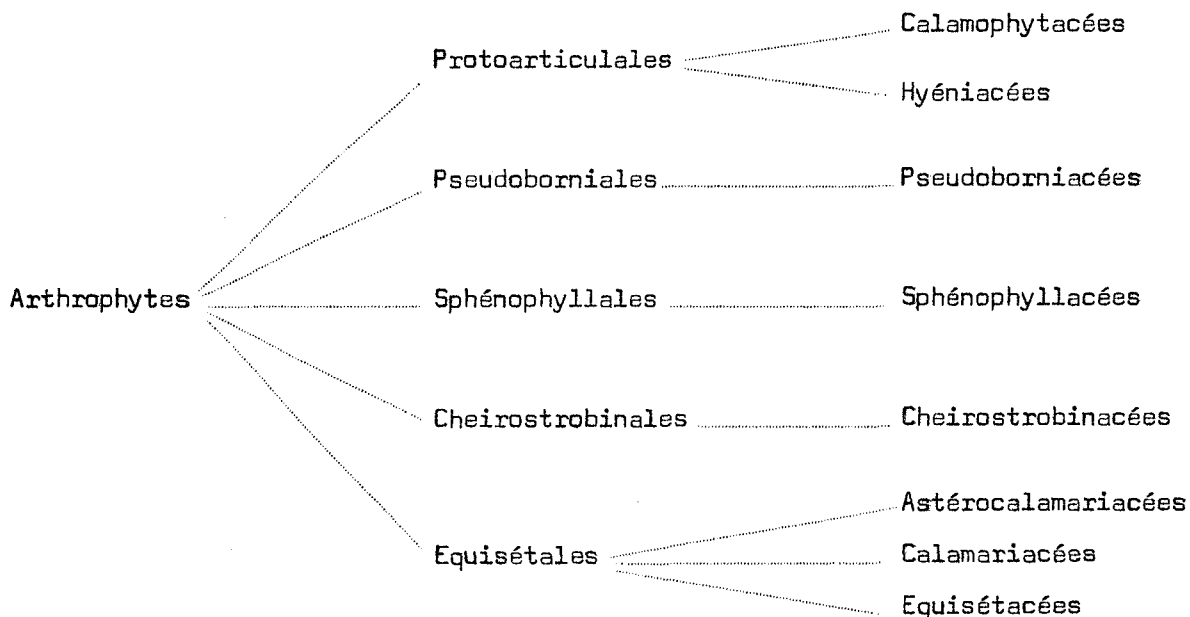 Calamophytacées
Protoarticulales
Hyéniacées
Pseudoborniales Pseudoborniacées
Arthrophytes Sphénophyllales Sphénophyllacées
Cheirostrobinales Cheirostrobinacées
Astérocalamariacées
Equisétales Calamariacées
Equisétacées